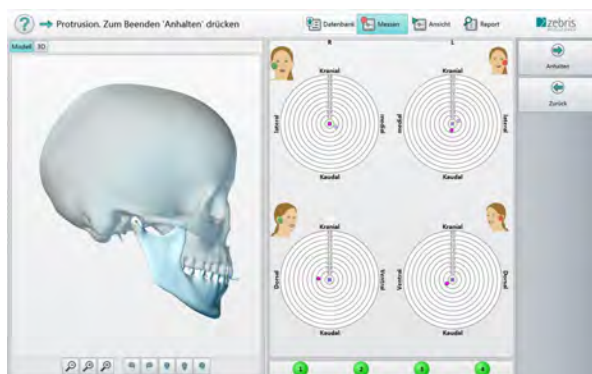 ? → Protrusion. Zum Beenden 'Anhalten' drücken
Datenbank Messen Ansicht Report
zebris
Modell 3D
R L
Kranial Kranial
lateral medial medial lateral
Kaudal Kaudal
Kranial Kranial
Dorsal Ventral Ventral Dorsal
Kaudal Kaudal
1 2 3 4
Anhalten
Zurück